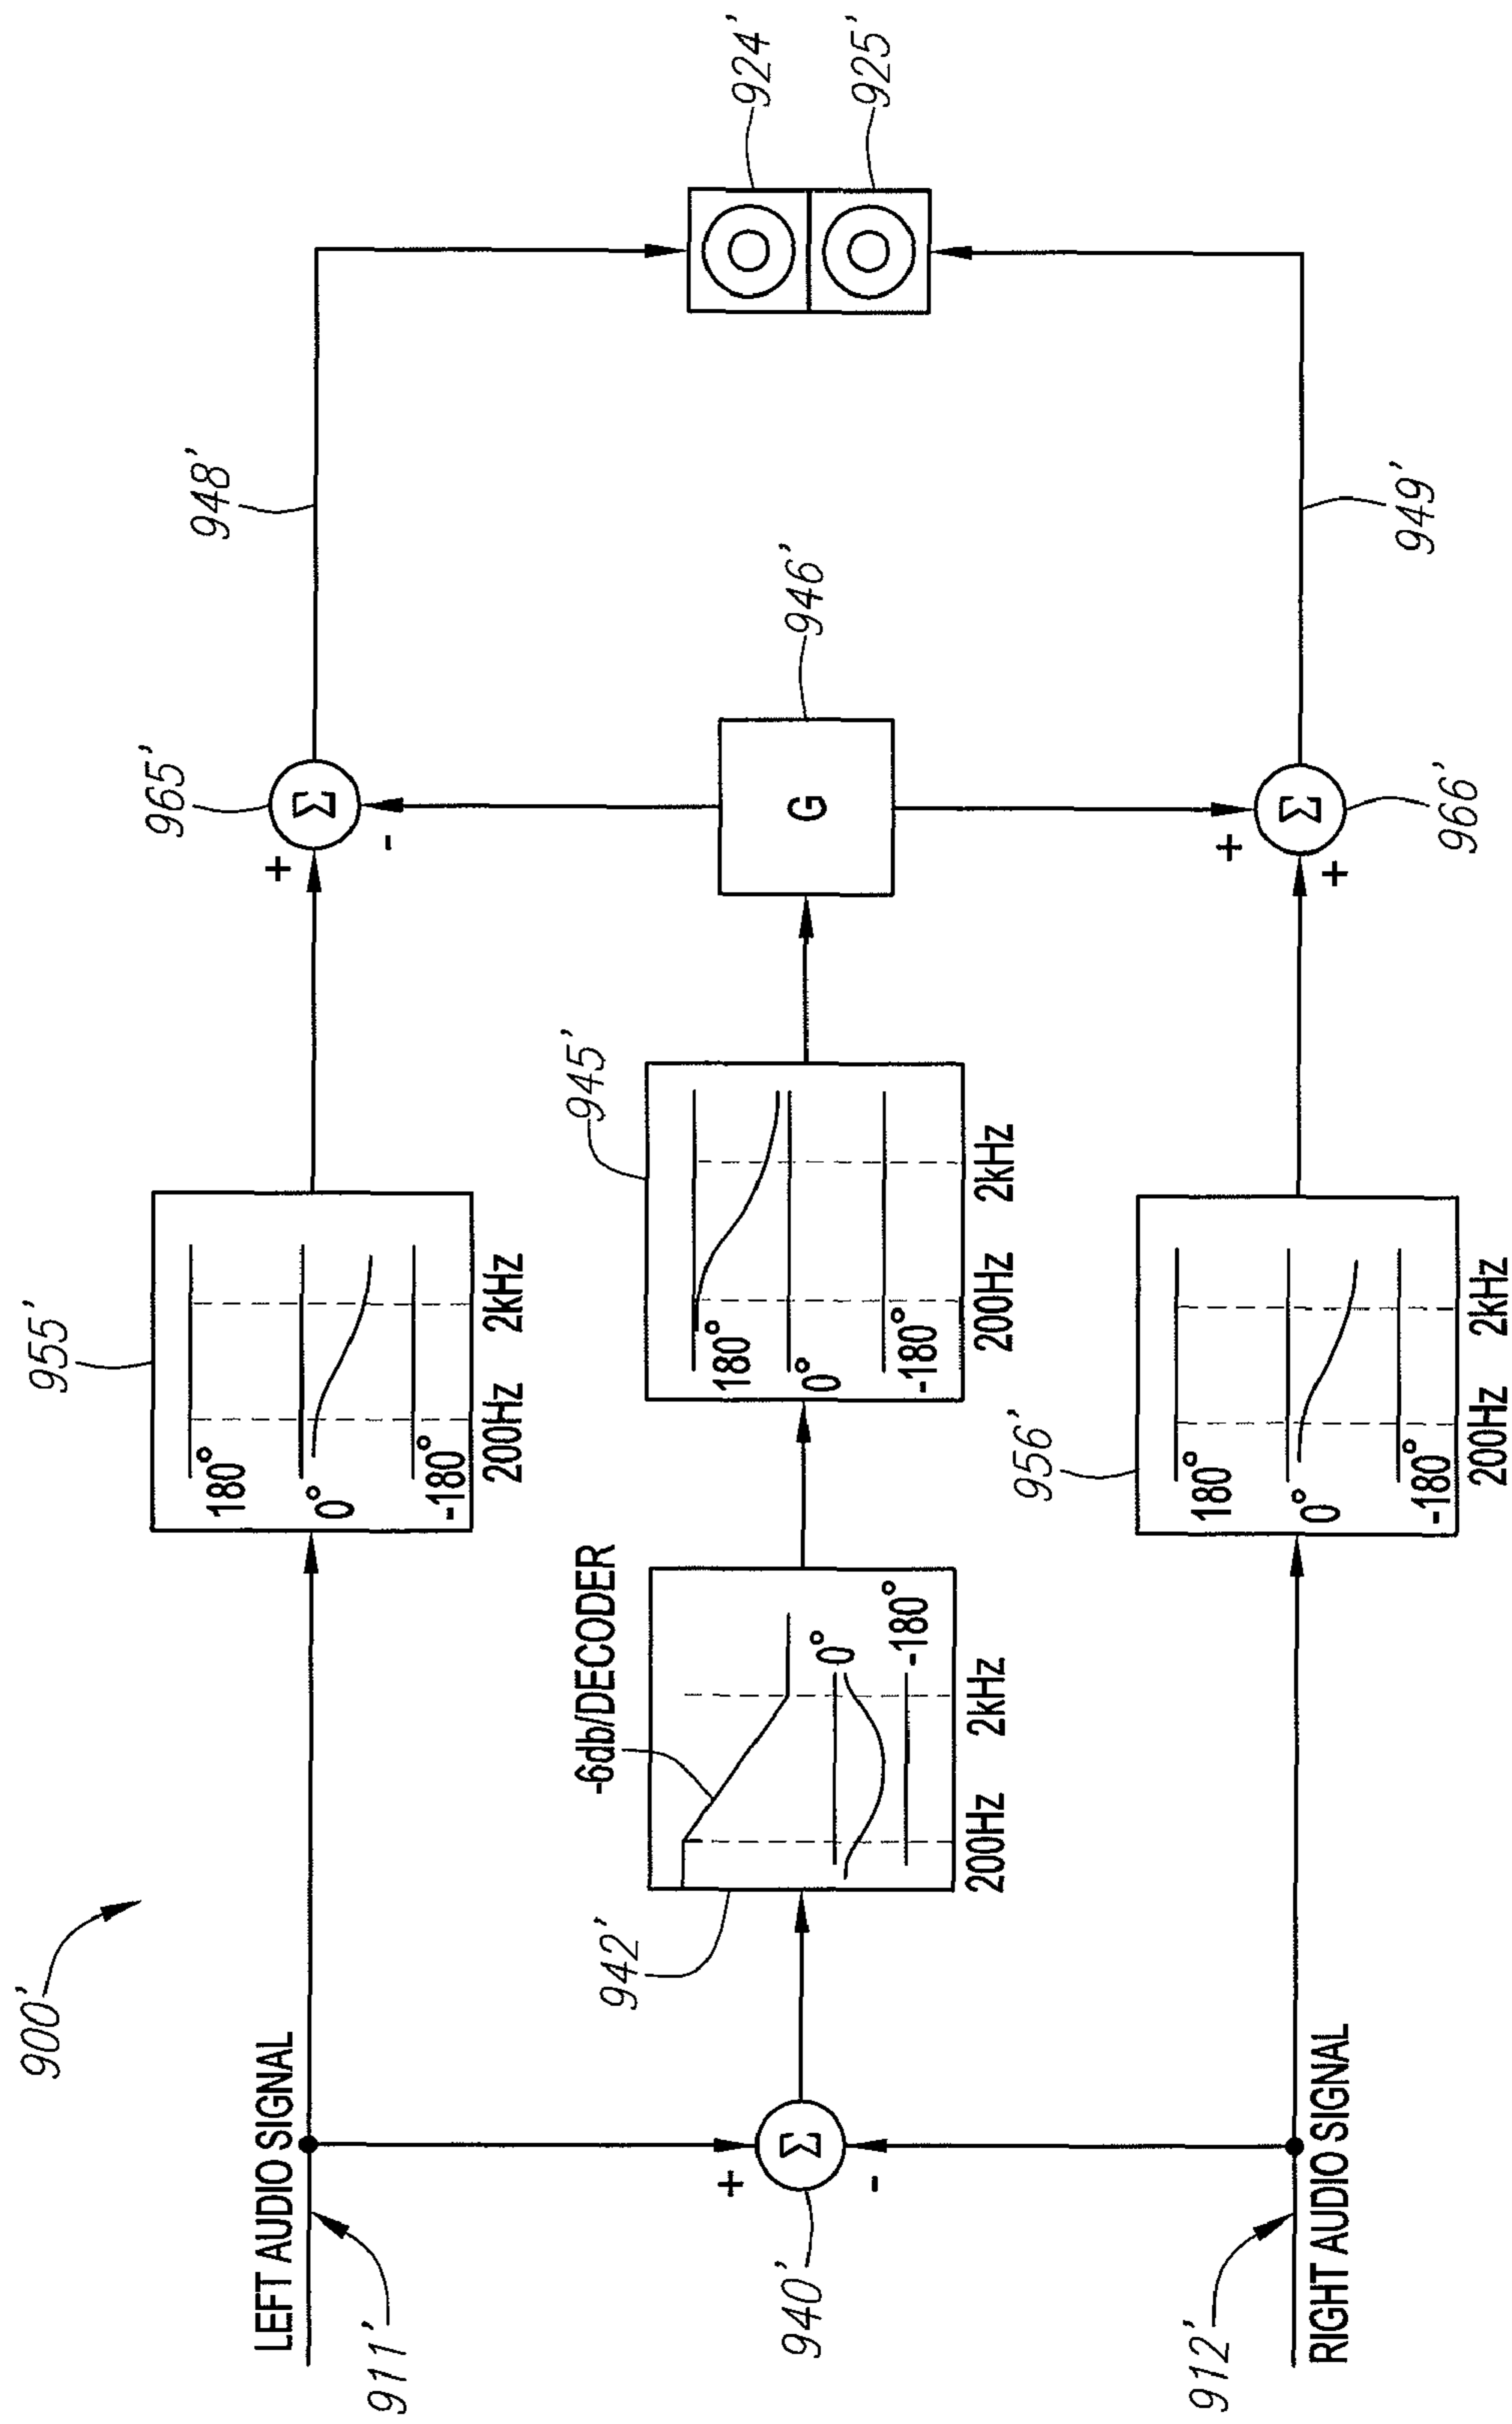 900'
LEFT AUDIO SIGNAL
911'
955'
180°
0°
-180°
200Hz 2kHz
+
-
Σ
965'
948'
940'
+
-
Σ
942'
-6db/DECODER
0°
-180°
200Hz 2kHz
945'
180°
0°
-180°
200Hz 2kHz
G
946'
924'
925'
912'
RIGHT AUDIO SIGNAL
956'
180°
0°
-180°
200Hz 2kHz
+
+
Σ
966'
949'